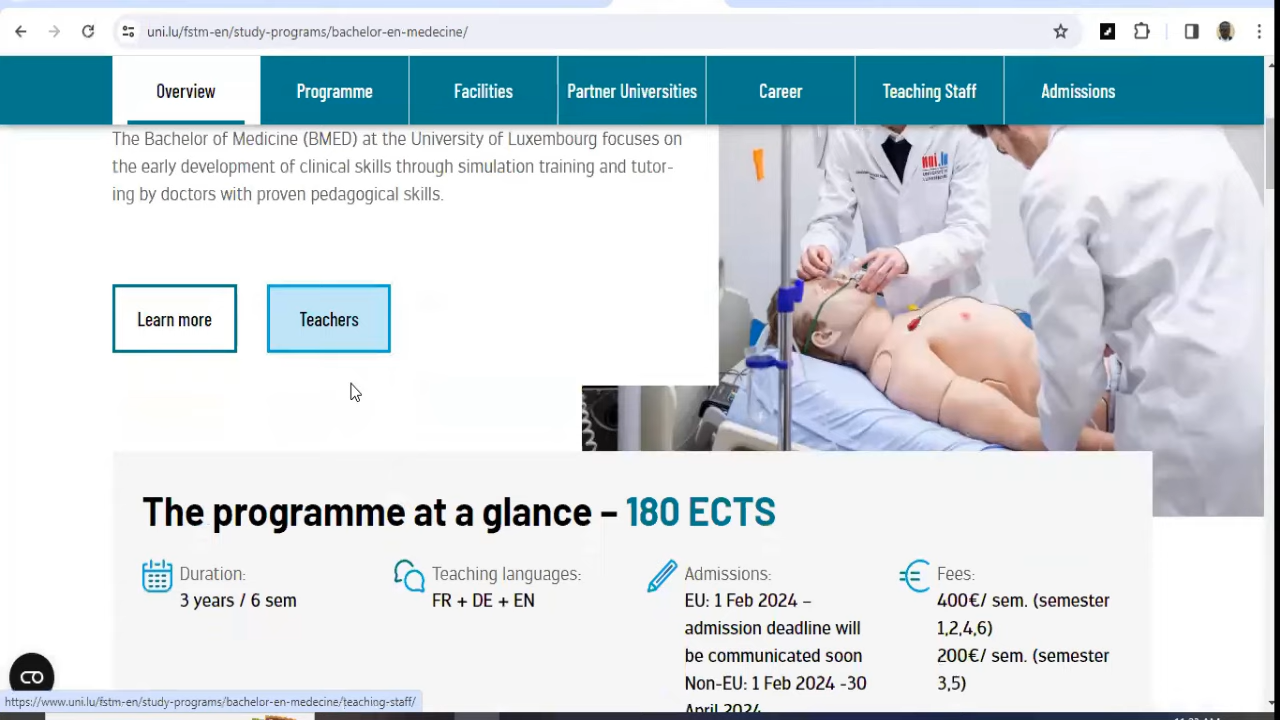 uni.lu/fstm-en/study-programs/bachelor-en-medecine/
Overview
Programme
Facilities
Partner Universities
Career
Teaching Staff
Admissions
The Bachelor of Medicine (BMED) at the University of Luxembourg focuses on
the early development of clinical skills through simulation training and tutor-
ing by doctors with proven pedagogical skills.
uni.lu
Learn more
Teachers
The programme at a glance – 180 ECTS
Duration:
3 years / 6 sem
Teaching languages:
FR + DE + EN
Admissions:
EU: 1 Feb 2024 –
admission deadline will
be communicated soon
Non-EU: 1 Feb 2024 -30
April 2024
Fees:
400€/ sem. (semester
1,2,4,6)
200€/ sem. (semester
3,5)
https://www.uni.lu/fstm-en/study-programs/bachelor-en-medecine/teaching-staff/